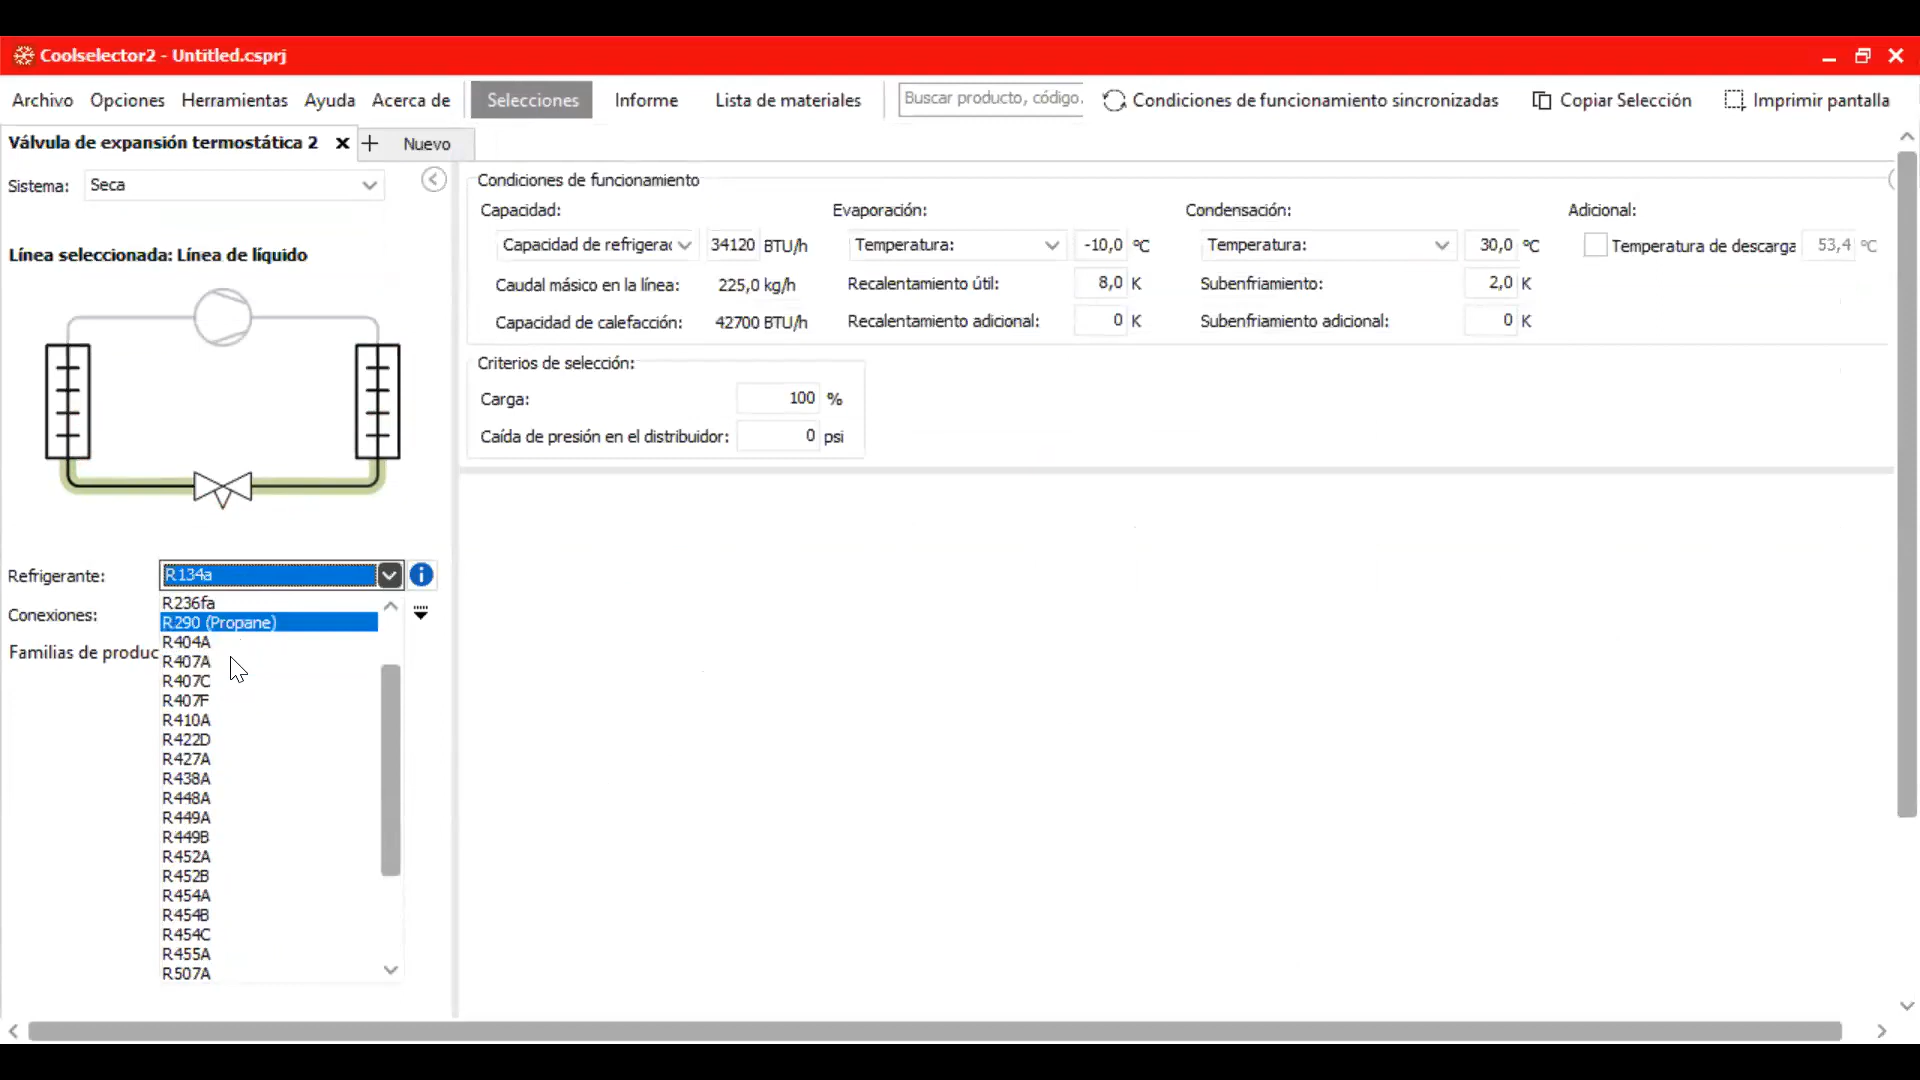 Coolselector2 - Untitled.csprj
Archivo Opciones Herramientas Ayuda Acerca de Selecciones Informe Lista de materiales Buscar producto, código. Condiciones de funcionamiento sincronizadas Copiar Selección Imprimir pantalla
Válvula de expansión termostática 2 Nuevo
Sistema: Seca
Línea seleccionada: Línea de líquido
Refrigerante: R134a
Conexiones:
Familias de produc
R236fa
R290 (Propane)
R404A
R407A
R407C
R407F
R410A
R422D
R427A
R438A
R448A
R449A
R449B
R452A
R452B
R454A
R454B
R454C
R455A
R507A
Condiciones de funcionamiento
Capacidad: Evaporación: Condensación: Adicional:
Capacidad de refrigerac 34120 BTU/h Temperatura: -10,0 ºC Temperatura: 30,0 ºC Temperatura de descarga 53,4 ºC
Caudal másico en la línea: 225,0 kg/h Recalentamiento útil: 8,0 K Subenfriamiento: 2,0 K
Capacidad de calefacción: 42700 BTU/h Recalentamiento adicional: 0 K Subenfriamiento adicional: 0 K
Criterios de selección:
Carga: 100 %
Caída de presión en el distribuidor: 0 psi